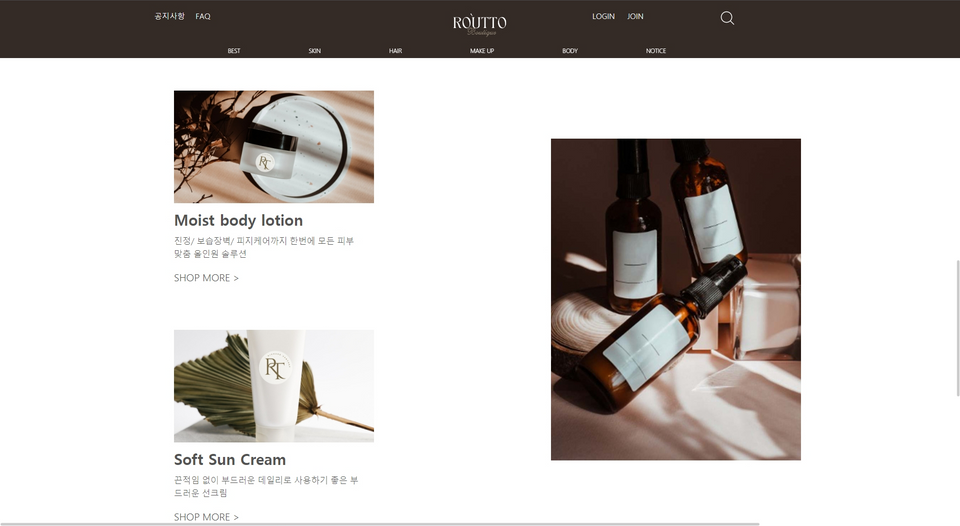 공지사항 FAQ
ROUTTO
Boutique
LOGIN JOIN
BEST SKIN HAIR MAKE UP BODY NOTICE
RT
Moist body lotion
진정/ 보습장벽/ 피지케어까지 한번에 모든 피부
맞춤 올인원 솔루션
SHOP MORE >
RT
Soft Sun Cream
끈적임 없이 부드러운 데일리로 사용하기 좋은 부
드러운 선크림
SHOP MORE >